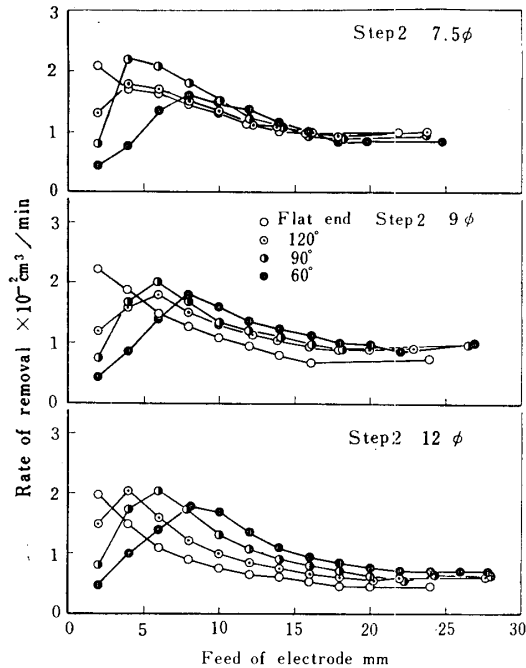 Step2 7.5φ
3
2
1
0
Flat end Step2 9φ
120°
90°
60°
3
2
1
0
Step2 12φ
3
2
1
0
0 5 10 15 20 25 30
Feed of electrode mm
Rate of removal ×10⁻²cm³/min